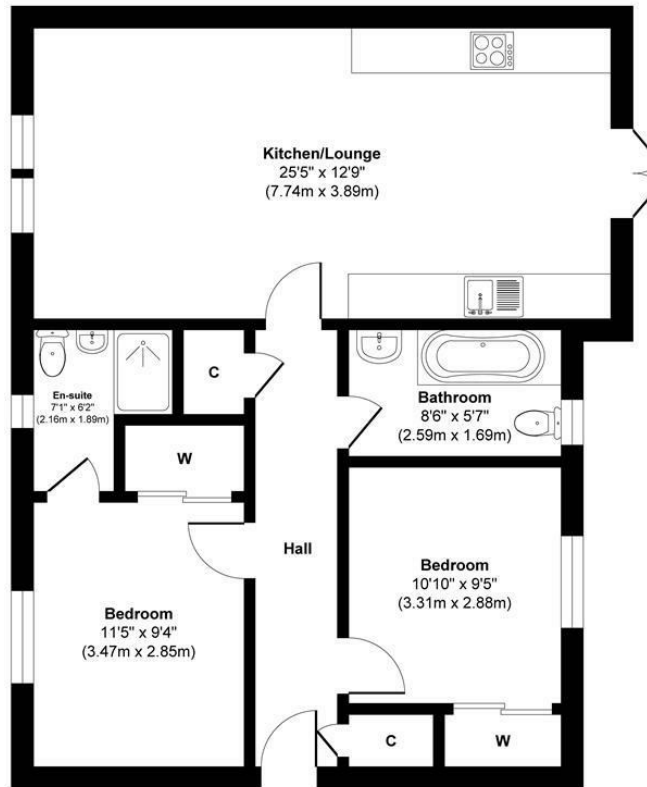 Kitchen/Lounge
25'5" x 12'9"
(7.74m x 3.89m)
C
En-suite
7'1" x 6'2"
(2.16m x 1.89m)
Bathroom
8'6" x 5'7"
(2.59m x 1.69m)
W
Hall
Bedroom
10'10" x 9'5"
(3.31m x 2.88m)
Bedroom
11'5" x 9'4"
(3.47m x 2.85m)
C
W